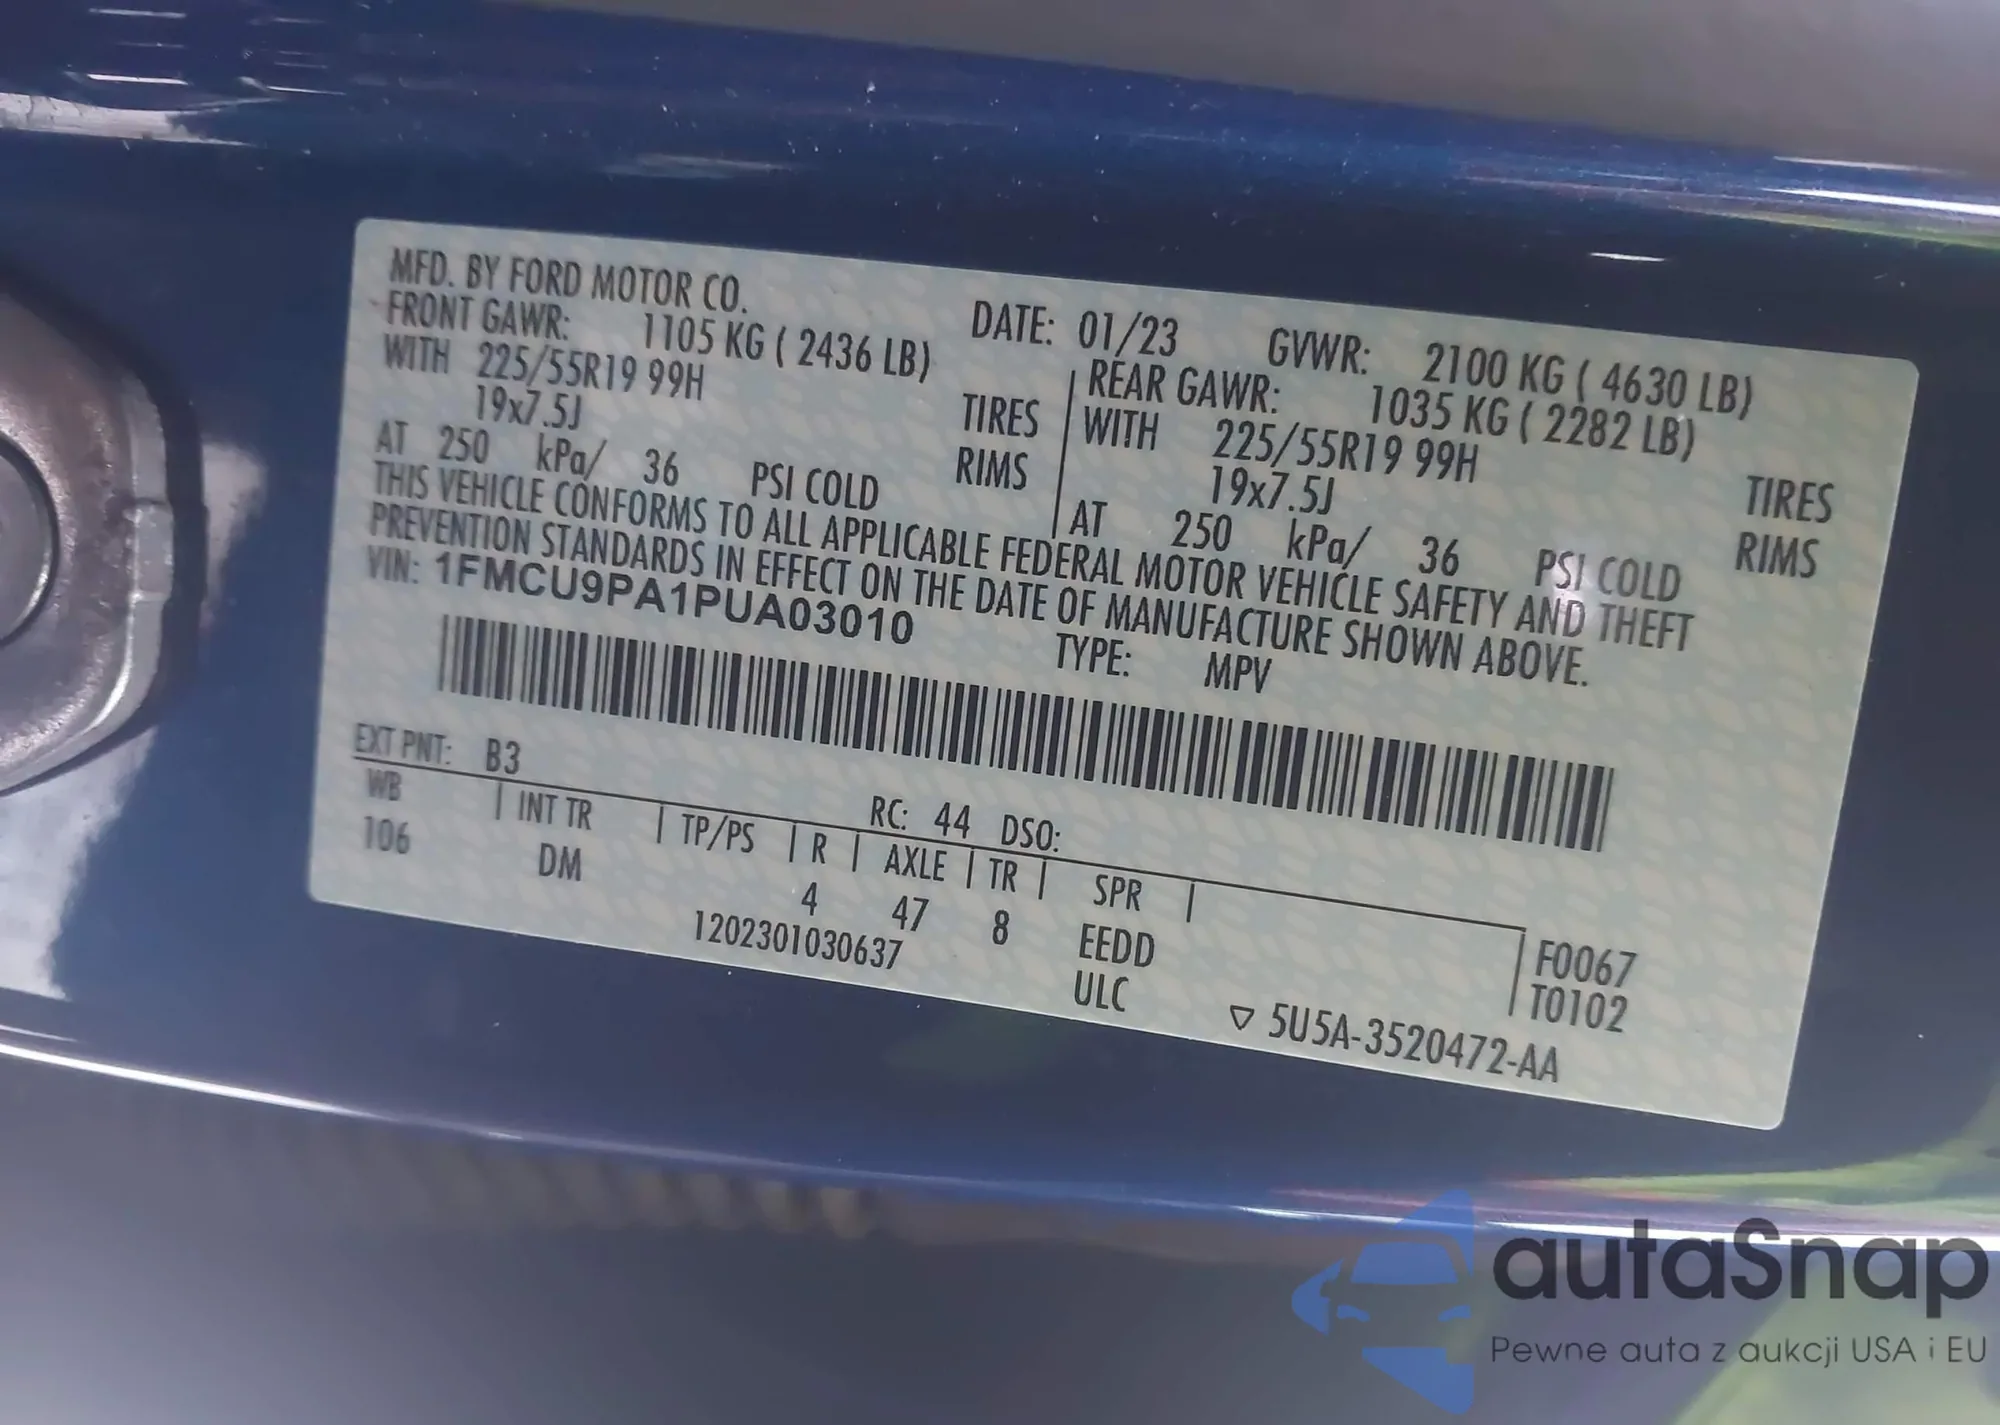 MFD. BY FORD MOTOR CO.
DATE: 01/23 GVWR: 2100 KG ( 4630 LB)
FRONT GAWR: 1105 KG ( 2436 LB)
WITH 225/55R19 99H TIRES
19x7.5J RIMS
AT 250 kPa/ 36 PSI COLD
REAR GAWR: 1035 KG ( 2282 LB)
WITH 225/55R19 99H TIRES
19x7.5J RIMS
AT 250 kPa/ 36 PSI COLD
THIS VEHICLE CONFORMS TO ALL APPLICABLE FEDERAL MOTOR VEHICLE SAFETY AND THEFT
PREVENTION STANDARDS IN EFFECT ON THE DATE OF MANUFACTURE SHOWN ABOVE.
VIN: 1FMCU9PA1PUA03010 TYPE: MPV
EXT PNT: B3 RC: 44 DSO:
WB | INT TR | TP/PS | R | AXLE | TR | SPR |
106 DM 4 47 8 EEDD F0067
1202301030637 ULC T0102
▽ 5U5A-3520472-AA
autaSnap
Pewne auta z aukcji USA i EU